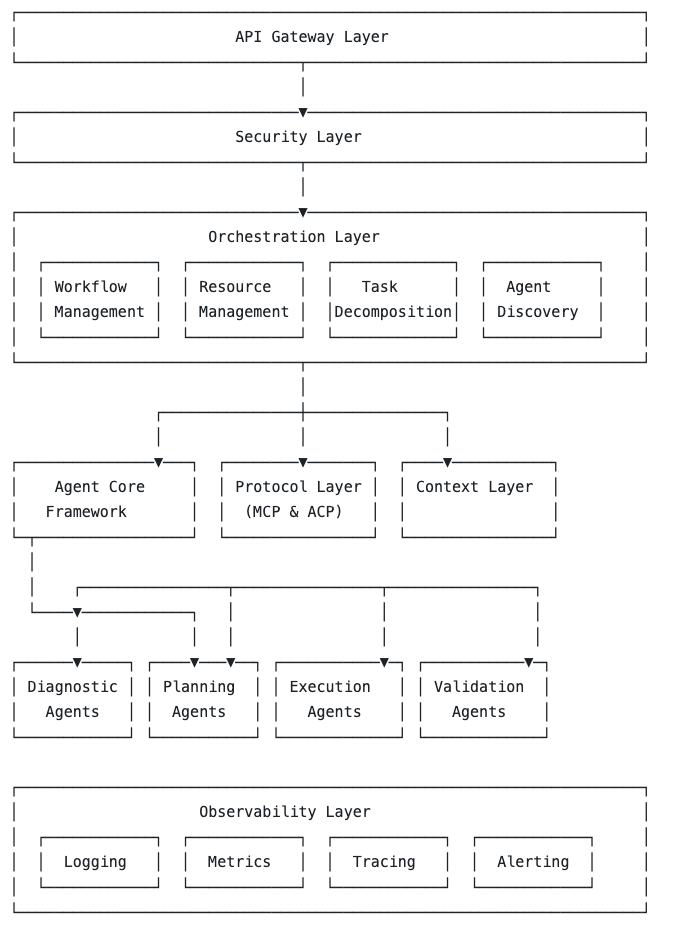 API Gateway Layer
Security Layer
Orchestration Layer
Workflow Management
Resource Management
Task Decomposition
Agent Discovery
Agent Core Framework
Protocol Layer (MCP & ACP)
Context Layer
Diagnostic Agents
Planning Agents
Execution Agents
Validation Agents
Observability Layer
Logging
Metrics
Tracing
Alerting